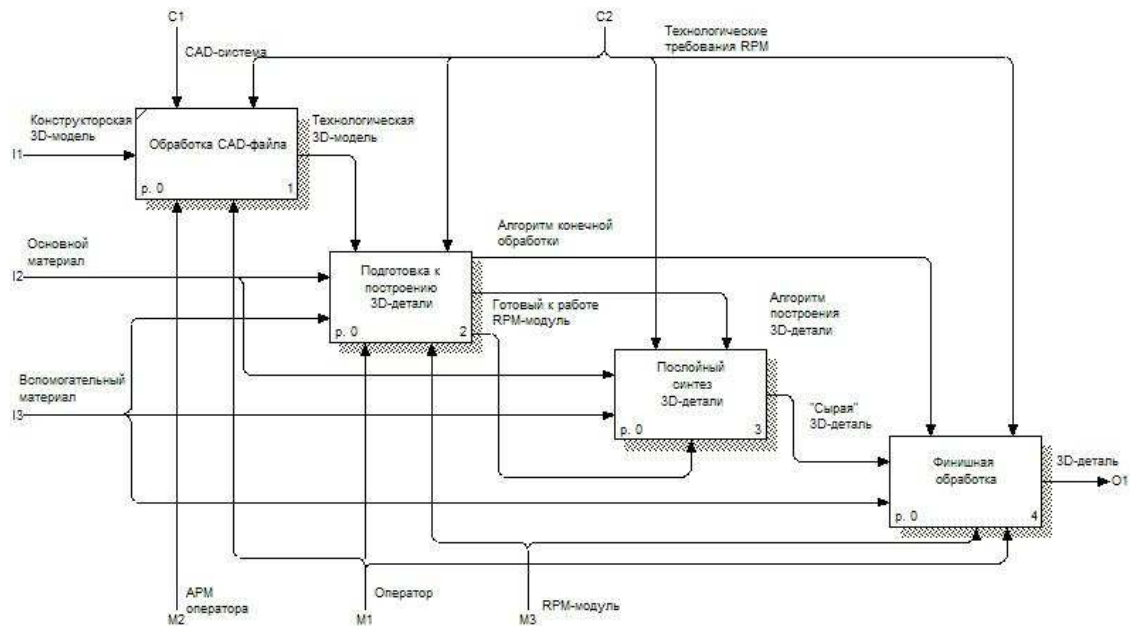 C1
C2
CAD-система
Технологические
требования RPM
Конструкторская
3D-модель
I1
Обработка CAD-файла
р. 0
1
Технологическая
3D-модель
Основной
материал
I2
Подготовка к
построению
3D-детали
р. 0
2
Алгоритм конечной
обработки
Готовый к работе
RPM-модуль
Алгоритм
построения
3D-детали
Вспомогательный
материал
I3
Послойный
синтез
3D-детали
р. 0
3
"Сырая"
3D-деталь
Финишная
обработка
р. 0
4
3D-деталь
O1
АРМ
оператора
M2
Оператор
M1
RPM-модуль
M3